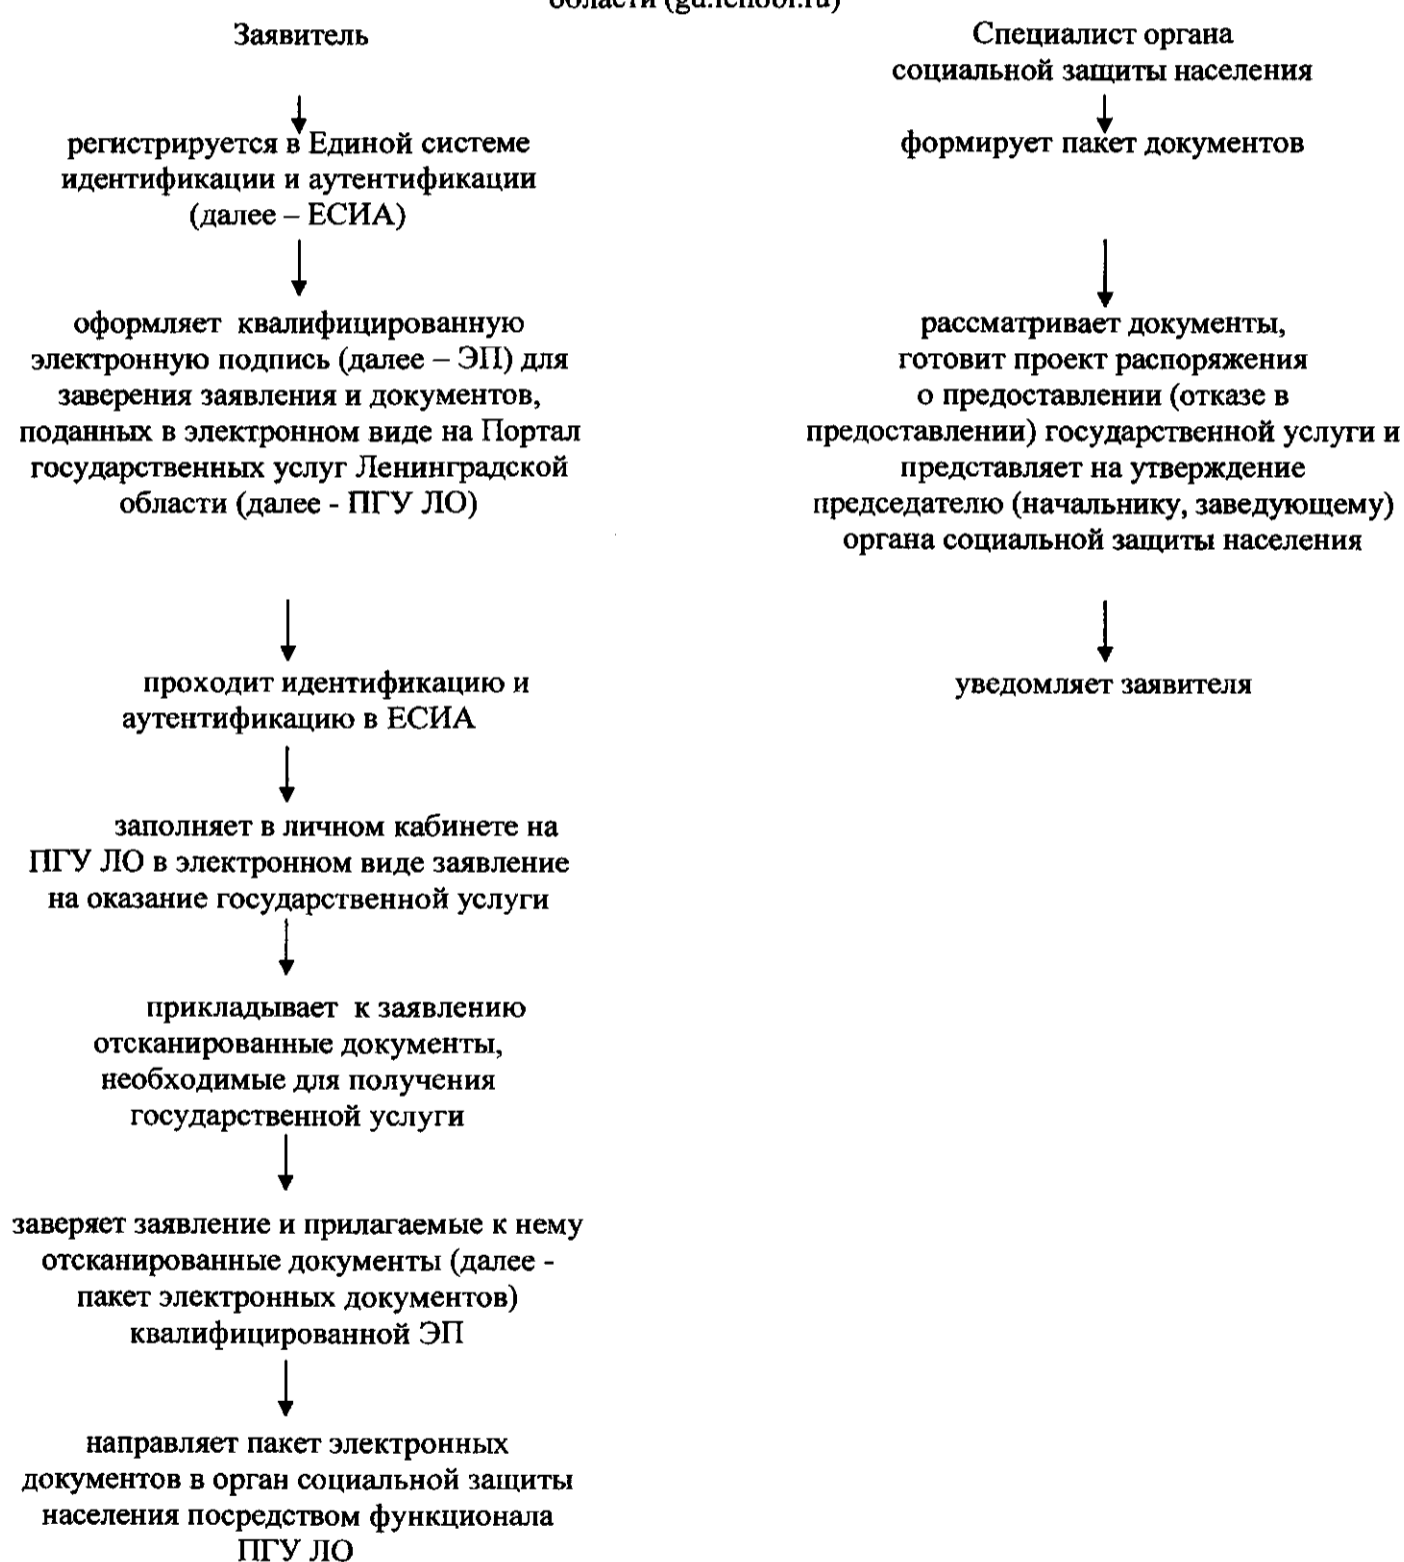 области (gu.lenobl.ru)
Заявитель
регистрируется в Единой системе
идентификации и аутентификации
(далее – ЕСИА)
оформляет квалифицированную
электронную подпись (далее – ЭП) для
заверения заявления и документов,
поданных в электронном виде на Портал
государственных услуг Ленинградской
области (далее - ПГУ ЛО)
проходит идентификацию и
аутентификацию в ЕСИА
заполняет в личном кабинете на
ПГУ ЛО в электронном виде заявление
на оказание государственной услуги
прикладывает к заявлению
отсканированные документы,
необходимые для получения
государственной услуги
заверяет заявление и прилагаемые к нему
отсканированные документы (далее -
пакет электронных документов)
квалифицированной ЭП
направляет пакет электронных
документов в орган социальной защиты
населения посредством функционала
ПГУ ЛО
Специалист органа
социальной защиты населения
формирует пакет документов
рассматривает документы,
готовит проект распоряжения
о предоставлении (отказе в
предоставлении) государственной услуги и
представляет на утверждение
председателю (начальнику, заведующему)
органа социальной защиты населения
уведомляет заявителя